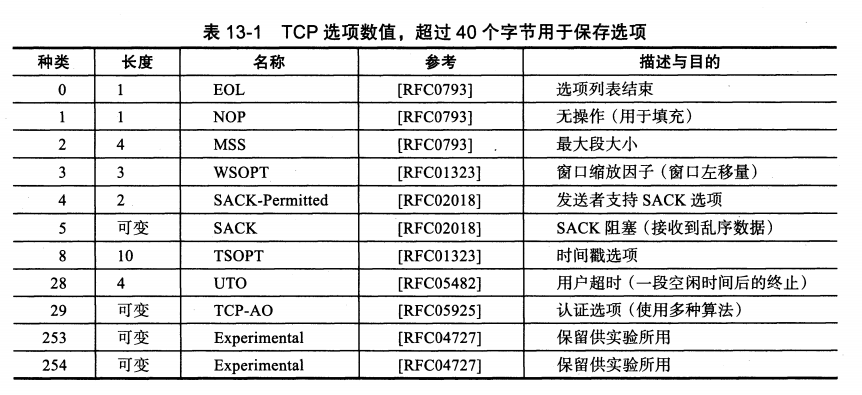 表 13-1 TCP 选项数值，超过 40 个字节用于保存选项
种类 长度 名称 参考 描述与目的
0 1 EOL [RFC0793] 选项列表结束
1 1 NOP [RFC0793] 无操作（用于填充）
2 4 MSS [RFC0793] 最大段大小
3 3 WSOPT [RFC01323] 窗口缩放因子（窗口左移量）
4 2 SACK-Permitted [RFC02018] 发送者支持 SACK 选项
5 可变 SACK [RFC02018] SACK 阻塞（接收到乱序数据）
8 10 TSOPT [RFC01323] 时间戳选项
28 4 UTO [RFC05482] 用户超时（一段空闲时间后的终止）
29 可变 TCP-AO [RFC05925] 认证选项（使用多种算法）
253 可变 Experimental [RFC04727] 保留供实验所用
254 可变 Experimental [RFC04727] 保留供实验所用